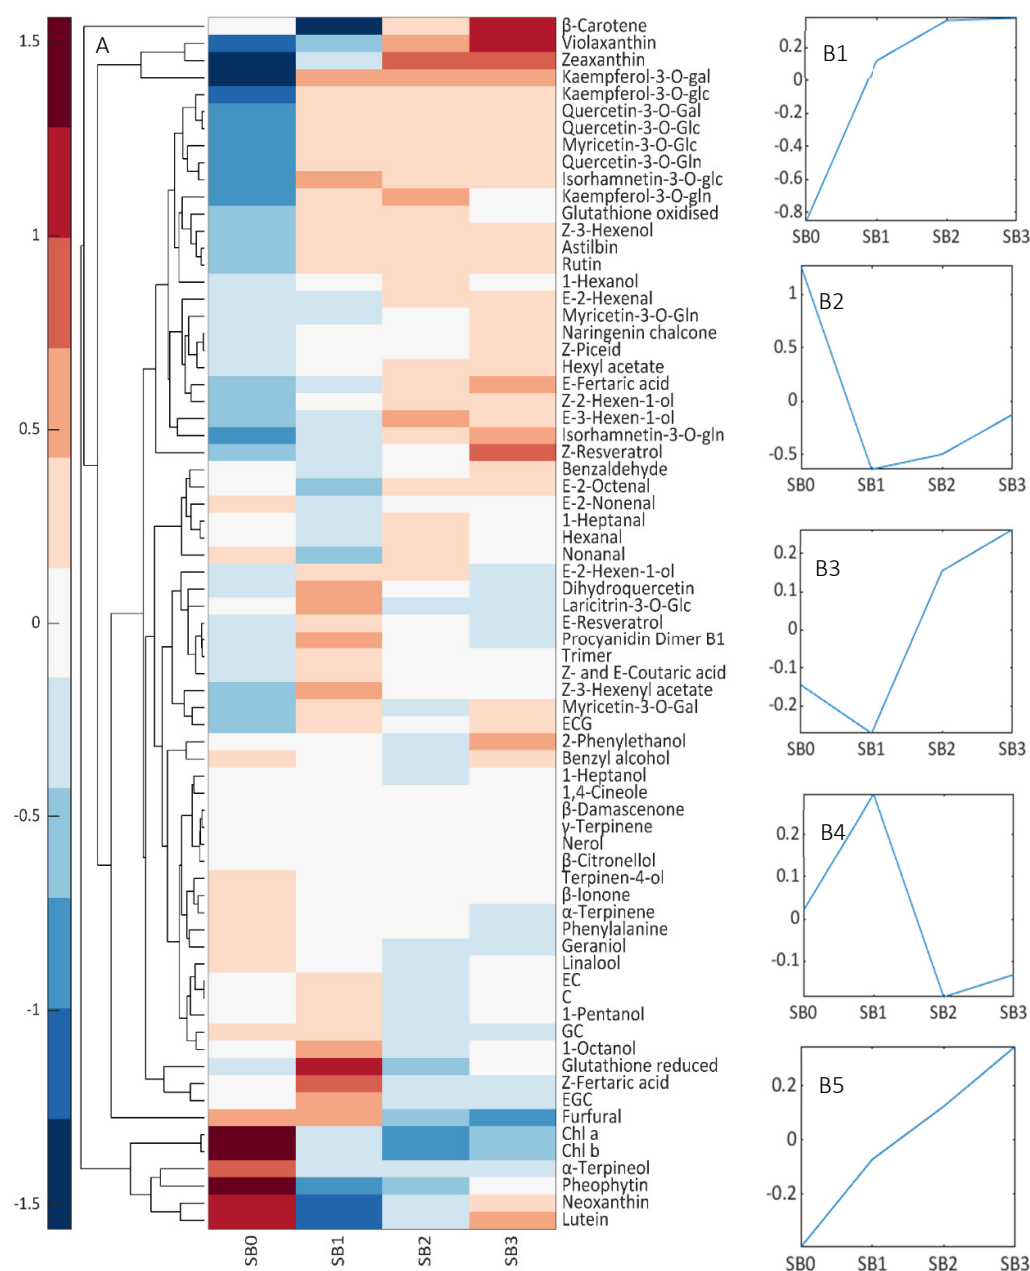 A
1.5
1
0.5
0
-0.5
-1
-1.5
β-Carotene
Violaxanthin
Zeaxanthin
Kaempferol-3-O-gal
Kaempferol-3-O-glc
Quercetin-3-O-Gal
Quercetin-3-O-Glc
Myricetin-3-O-Glc
Quercetin-3-O-Gln
Isorhamnetin-3-O-glc
Kaempferol-3-O-gln
Glutathione oxidised
Z-3-Hexenol
Astilbin
Rutin
1-Hexanol
E-2-Hexenal
Myricetin-3-O-Gln
Naringenin chalcone
Z-Piceid
Hexyl acetate
E-Fertaric acid
Z-2-Hexen-1-ol
E-3-Hexen-1-ol
Isorhamnetin-3-O-gln
Z-Resveratrol
Benzaldehyde
E-2-Octenal
E-2-Nonenal
1-Heptanal
Hexanal
Nonanal
E-2-Hexen-1-ol
Dihydroquercetin
Laricitrin-3-O-Glc
E-Resveratrol
Procyanidin Dimer B1
Trimer
Z- and E-Coutaric acid
Z-3-Hexenyl acetate
Myricetin-3-O-Gal
ECG
2-Phenylethanol
Benzyl alcohol
1-Heptanol
1,4-Cineole
β-Damascenone
γ-Terpinene
Nerol
β-Citronellol
Terpinen-4-ol
β-Ionone
α-Terpinene
Phenylalanine
Geraniol
Linalool
EC
C
1-Pentanol
GC
1-Octanol
Glutathione reduced
Z-Fertaric acid
EGC
Furfural
Chl a
Chl b
α-Terpineol
Pheophytin
Neoxanthin
Lutein
SB0 SB1 SB2 SB3
B1
0.2
0
-0.2
-0.4
-0.6
-0.8
SB0 SB1 SB2 SB3
B2
1
0.5
0
-0.5
SB0 SB1 SB2 SB3
B3
0.2
0.1
0
-0.1
-0.2
SB0 SB1 SB2 SB3
B4
0.2
0.1
0
-0.1
SB0 SB1 SB2 SB3
B5
0.2
0
-0.2
SB0 SB1 SB2 SB3